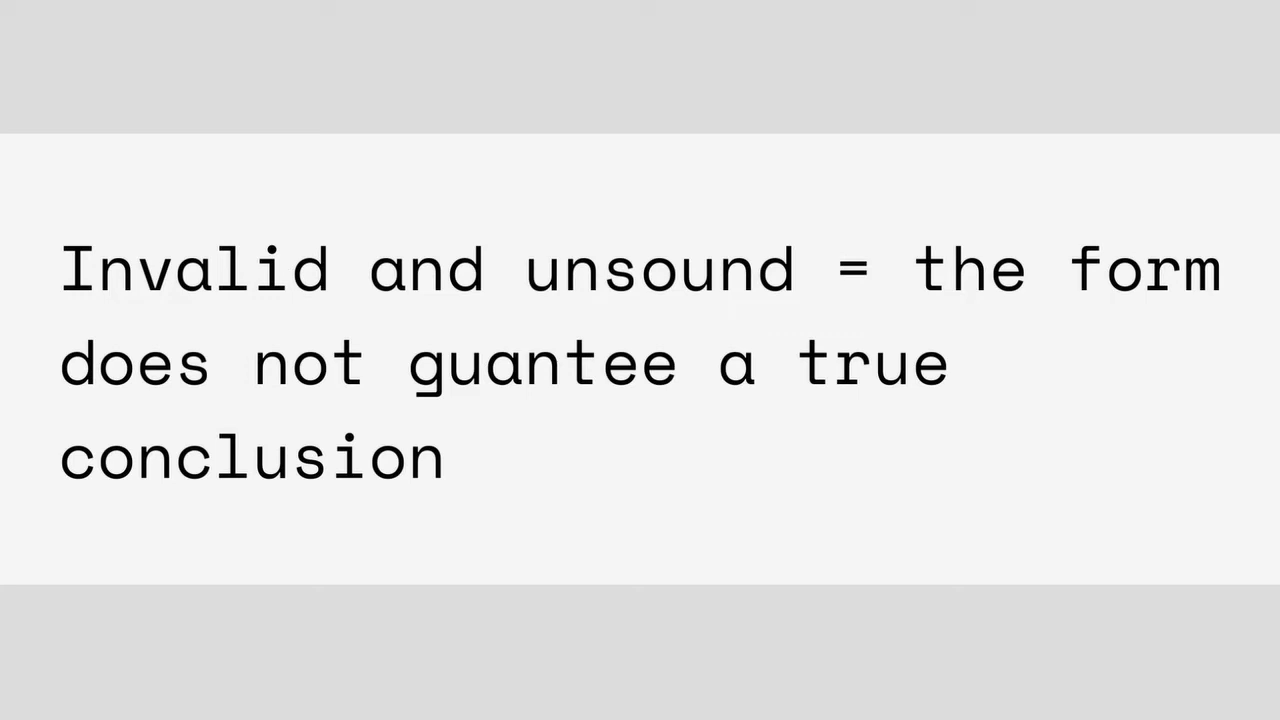 Invalid and unsound = the form
does not guantee a true
conclusion